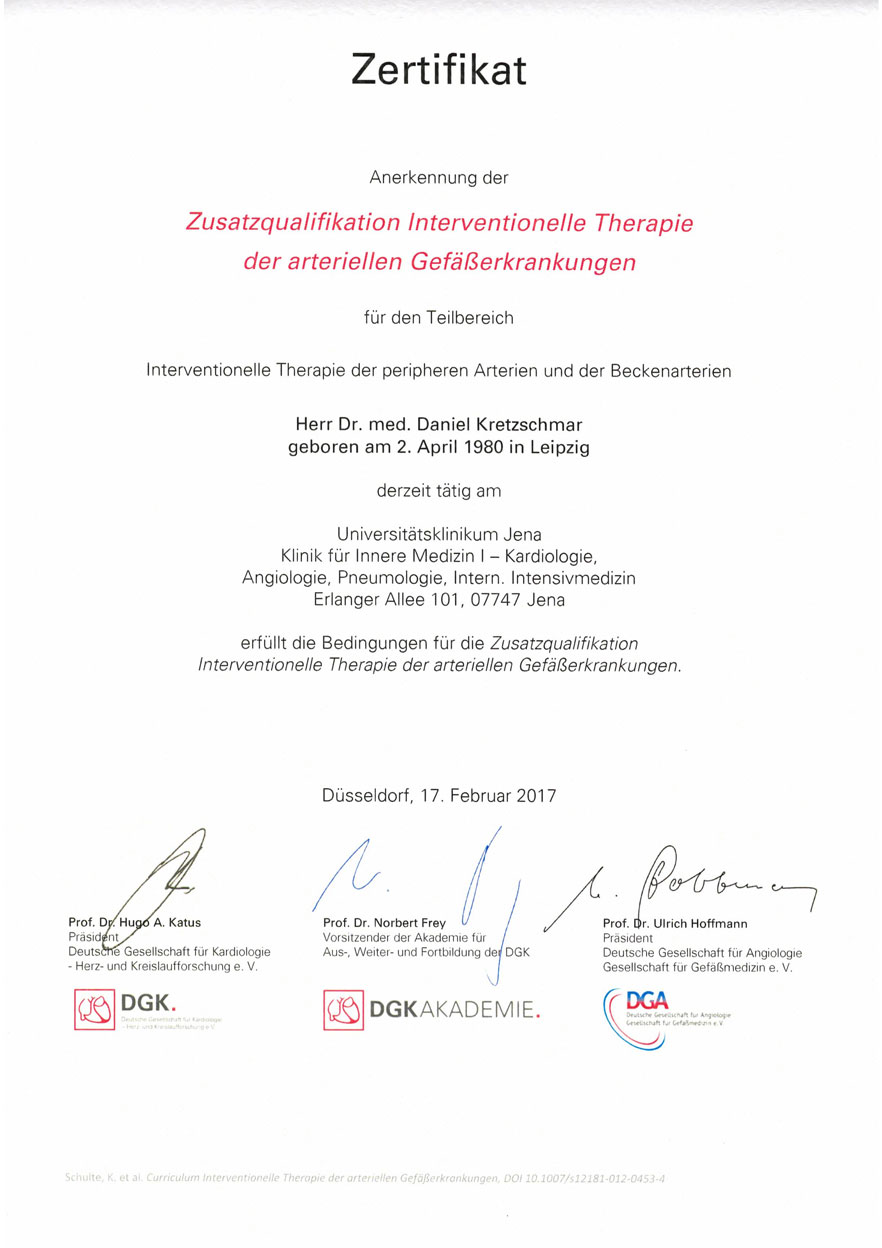 Zertifikat
Anerkennung der
Zusatzqualifikation Interventionelle Therapie
der arteriellen Gefäßerkrankungen
für den Teilbereich
Interventionelle Therapie der peripheren Arterien und der Beckenarterien
Herr Dr. med. Daniel Kretzschmar
geboren am 2. April 1980 in Leipzig
derzeit tätig am
Universitätsklinikum Jena
Klinik für Innere Medizin I – Kardiologie,
Angiologie, Pneumologie, Intern. Intensivmedizin
Erlanger Allee 101, 07747 Jena
erfüllt die Bedingungen für die Zusatzqualifikation
Interventionelle Therapie der arteriellen Gefäßerkrankungen.
Düsseldorf, 17. Februar 2017
Prof. Dr. Hugo A. Katus
Präsident
Deutsche Gesellschaft für Kardiologie
- Herz- und Kreislaufforschung e. V.
DGK.
Deutsche Gesellschaft für Kardiologie
– Herz- und Kreislaufforschung e.V.
Prof. Dr. Norbert Frey
Vorsitzender der Akademie für
Aus-, Weiter- und Fortbildung der DGK
DGKAKADEMIE.
Prof. Dr. Ulrich Hoffmann
Präsident
Deutsche Gesellschaft für Angiologie
Gesellschaft für Gefäßmedizin e. V.
DGA
Deutsche Gesellschaft für Angiologie
Gesellschaft für Gefäßmedizin e. V.
Schulte, K. et al. Curriculum Interventionelle Therapie der arteriellen Gefäßerkrankungen, DOI 10.1007/s12181-012-0453-4